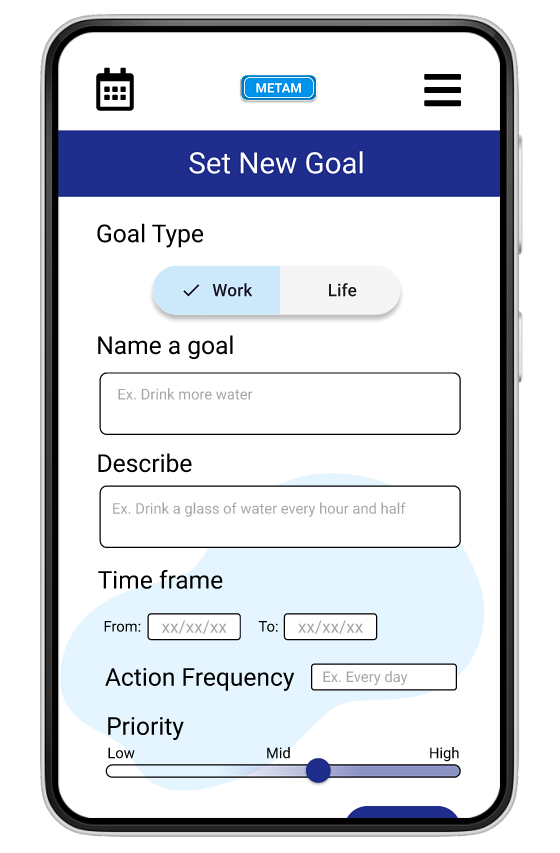 METAM
Set New Goal
Goal Type
Work Life
Name a goal
Ex. Drink more water
Describe
Ex. Drink a glass of water every hour and half
Time frame
From: xx/xx/xx To: xx/xx/xx
Action Frequency Ex. Every day
Priority
Low Mid High